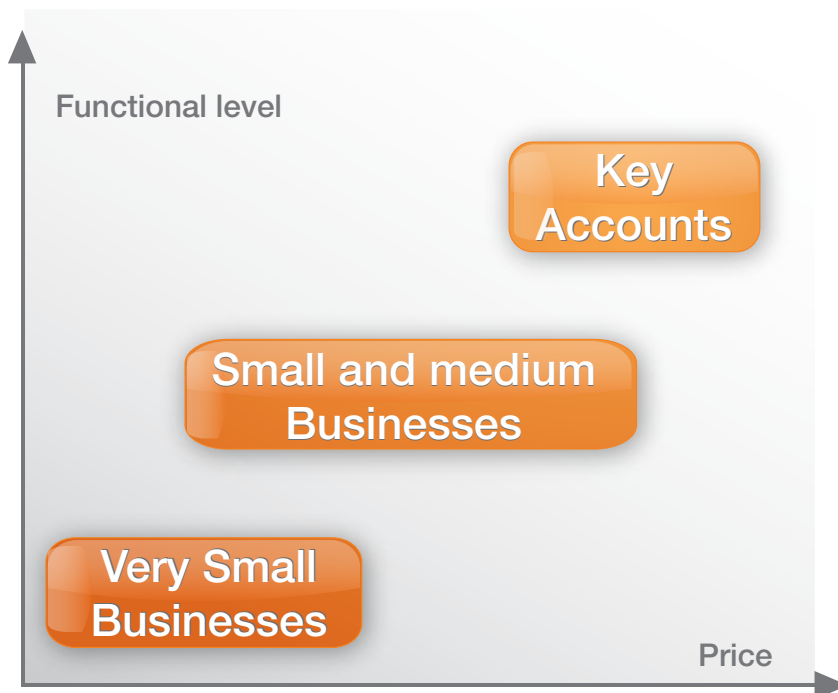 Functional level
Key
Accounts
Small and medium
Businesses
Very Small
Businesses
Price